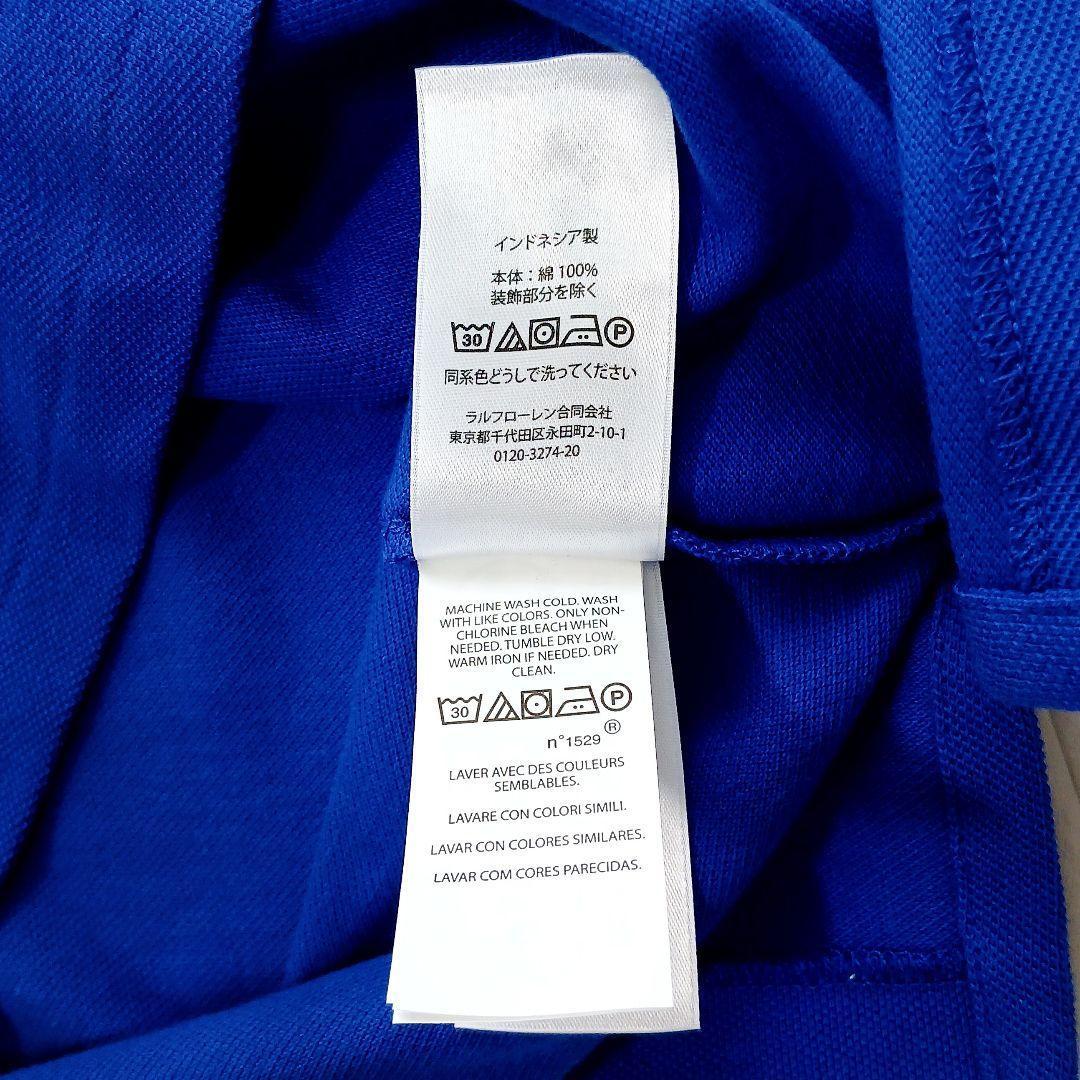 インドネシア製
本体：綿 100%
装飾部分を除く
30 P
同系色どうしで洗ってください
ラルフローレン合同会社
東京都千代田区永田町2-10-1
0120-3274-20
MACHINE WASH COLD. WASH
WITH LIKE COLORS. ONLY NON-
CHLORINE BLEACH WHEN
NEEDED. TUMBLE DRY LOW.
WARM IRON IF NEEDED. DRY
CLEAN.
30 P
n°1529 ®
LAVER AVEC DES COULEURS
SEMBLABLES.
LAVARE CON COLORI SIMILI.
LAVAR CON COLORES SIMILARES.
LAVAR COM CORES PARECIDAS.